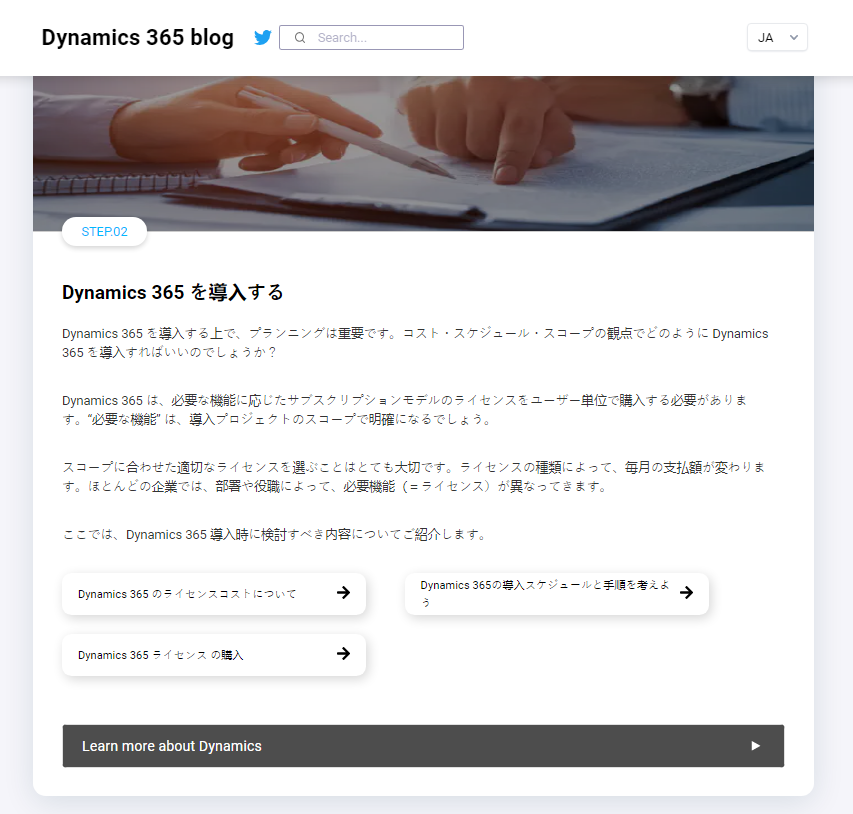 Dynamics 365 blog
Search...
JA
STEP.02
Dynamics 365 を導入する
Dynamics 365 を導入する上で、プランニングは重要です。コスト・スケジュール・スコープの観点でどのように Dynamics
365 を導入すればいいのでしょうか？
Dynamics 365 は、必要な機能に応じたサブスクリプションモデルのライセンスをユーザー単位で購入する必要がありま
す。“必要な機能” は、導入プロジェクトのスコープで明確になるでしょう。
スコープに合わせた適切なライセンスを選ぶことはとても大切です。ライセンスの種類によって、毎月の支払額が変わりま
す。ほとんどの企業では、部署や役職によって、必要機能（＝ライセンス）が異なってきます。
ここでは、Dynamics 365 導入時に検討すべき内容についてご紹介します。
Dynamics 365 のライセンスコストについて
Dynamics 365の導入スケジュールと手順を考えよ
う
Dynamics 365 ライセンス の購入
Learn more about Dynamics